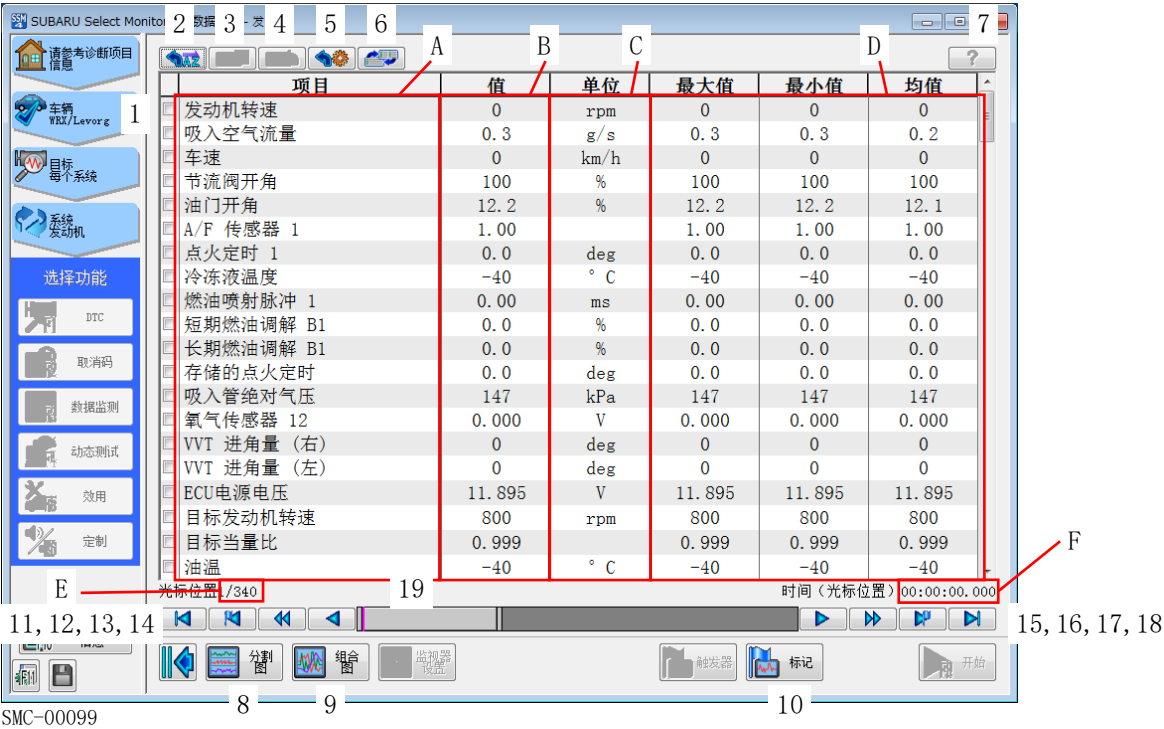 SUBARU Select Moni
数据
- 发
2
3
4
5
6
7
A
B
C
D
请参考诊断项目
信息
车辆
WRX/Levorg
1
目标
每个系统
系统
发动机
选择功能
DTC
取消码
数据监测
动态测试
效用
定制
项目 值 单位 最大值 最小值 均值
发动机转速 0 rpm 0 0 0
吸入空气流量 0.3 g/s 0.3 0.3 0.2
车速 0 km/h 0 0 0
节流阀开角 100 % 100 100 100
油门开角 12.2 % 12.2 12.2 12.1
A/F 传感器 1 1.00 1.00 1.00 1.00
点火定时 1 0.0 deg 0.0 0.0 0.0
冷冻液温度 -40 ° C -40 -40 -40
燃油喷射脉冲 1 0.00 ms 0.00 0.00 0.00
短期燃油调解 B1 0.0 % 0.0 0.0 0.0
长期燃油调解 B1 0.0 % 0.0 0.0 0.0
存储的点火定时 0.0 deg 0.0 0.0 0.0
吸入管绝对气压 147 kPa 147 147 147
氧气传感器 12 0.000 V 0.000 0.000 0.000
VVT 进角量 (右) 0 deg 0 0 0
VVT 进角量 (左) 0 deg 0 0 0
ECU电源电压 11.895 V 11.895 11.895 11.895
目标发动机转速 800 rpm 800 800 800
目标当量比 0.999 0.999 0.999 0.999
油温 -40 ° C -40 -40 -40
E
光标位置1/340
19
时间（光标位置）00:00:00.000
F
11, 12, 13, 14
15, 16, 17, 18
分割
图
组合
图
监视器
设置
触发器
标记
开始
8
9
10
SMC-00099